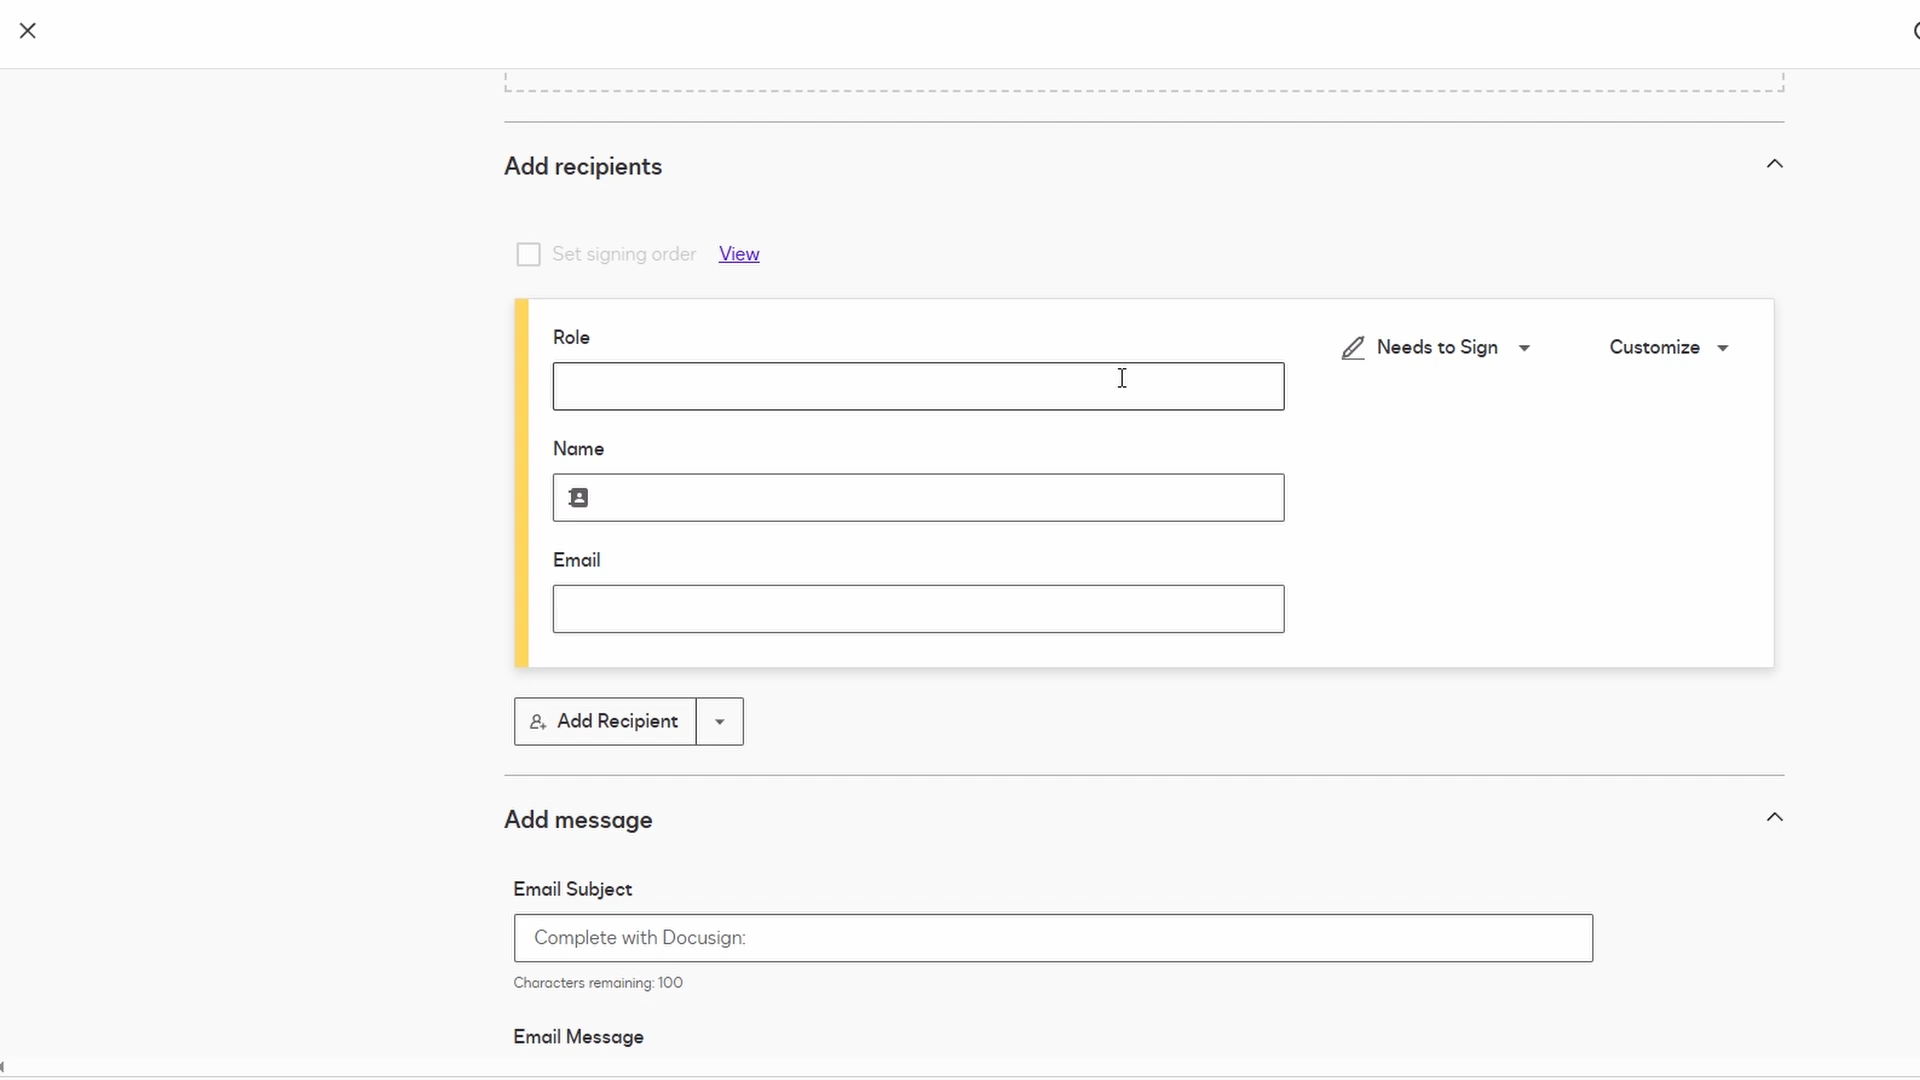 Add recipients
Set signing order View
Role
Needs to Sign
Customize
Name
Email
Add Recipient
Add message
Email Subject
Complete with Docusign:
Characters remaining: 100
Email Message